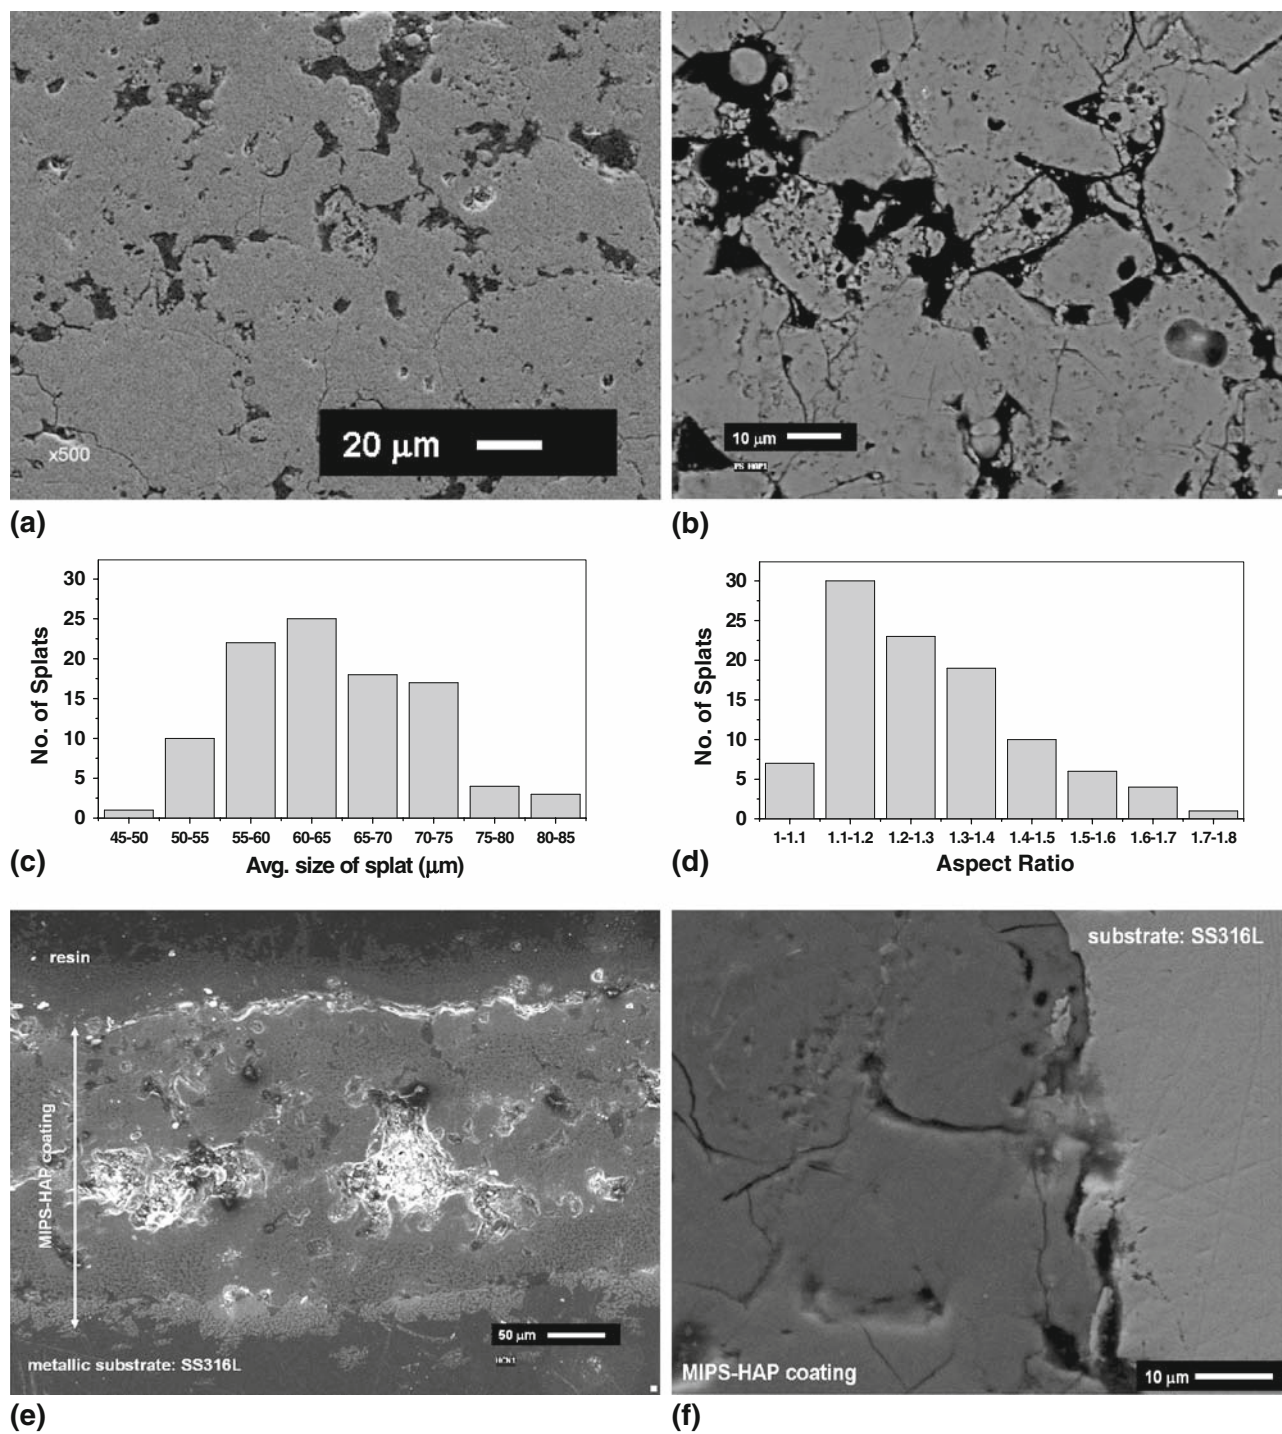 x500
20 μm
10 μm
PS HAP1
(a)
(b)
No. of Splats
30
25
20
15
10
5
0
45-50 50-55 55-60 60-65 65-70 70-75 75-80 80-85
Avg. size of splat (μm)
(c)
No. of Splats
30
25
20
15
10
5
0
1-1.1 1.1-1.2 1.2-1.3 1.3-1.4 1.4-1.5 1.5-1.6 1.6-1.7 1.7-1.8
Aspect Ratio
(d)
resin
MIPS-HAP coating
50 μm
metallic substrate: SS316L
(e)
substrate: SS316L
MIPS-HAP coating
10 μm
(f)